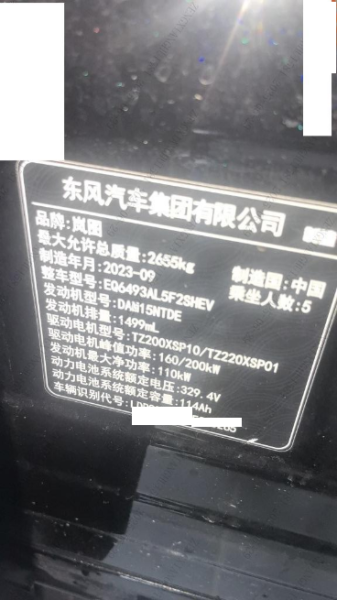 东风汽车集团有限公司
品牌:岚图
最大允许总质量:2655kg 制造国:中国
制造年月:2023-09 乘坐人数:5
整车型号:EQ6493AL5F2SHEV
发动机型号:DAM15NTDE
发动机排量:1499mL
驱动电机型号:TZ200XSP10/TZ220XSP01
驱动电机峰值功率:160/200kW
发动机最大净功率:110kW
动力电池系统额定电压:329.4V
动力电池系统额定容量:114Ah
车辆识别代号: